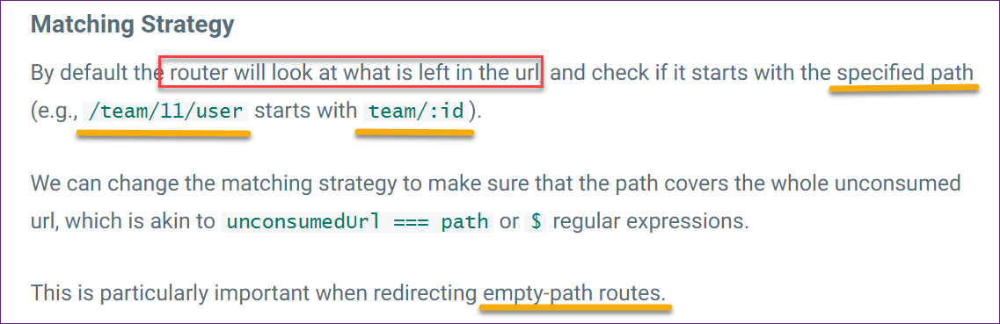 Matching Strategy
By default the router will look at what is left in the url, and check if it starts with the specified path
(e.g., /team/11/user starts with team/:id).
We can change the matching strategy to make sure that the path covers the whole unconsumed
url, which is akin to unconsumedUrl === path or $ regular expressions.
This is particularly important when redirecting empty-path routes.